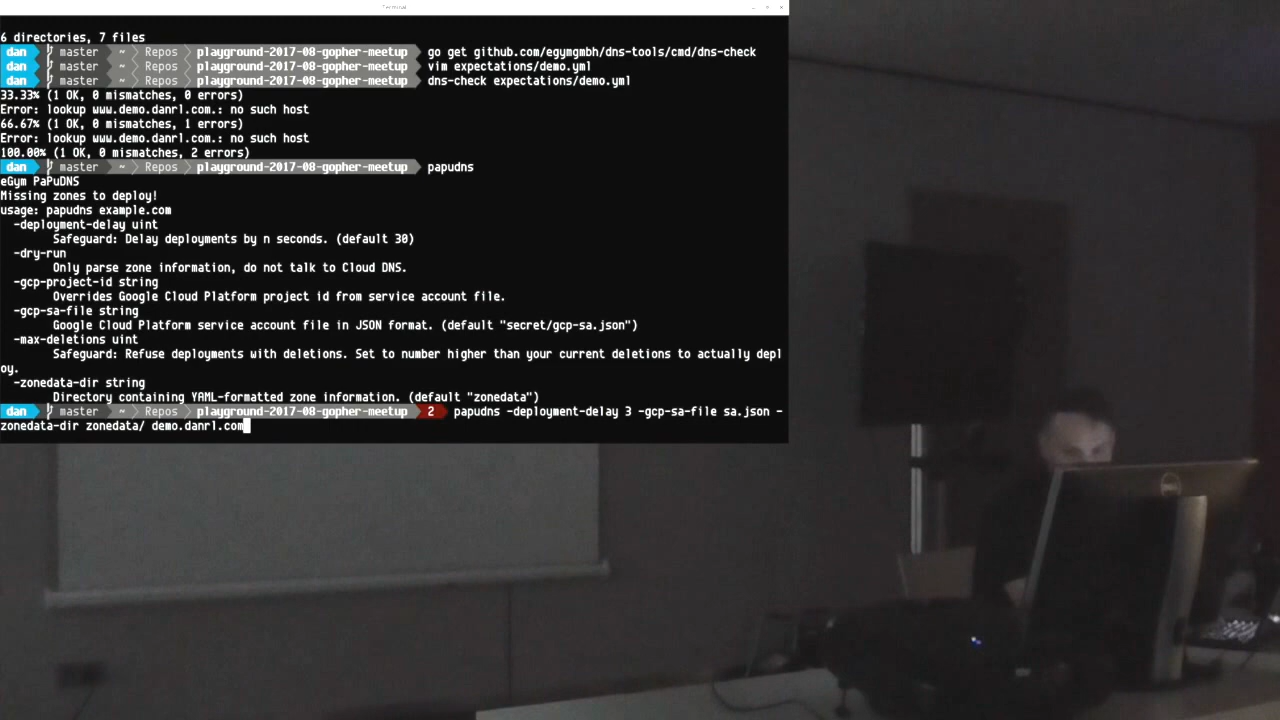 Terminal
6 directories, 7 files
dan master ~ Repos playground-2017-08-gopher-meetup go get github.com/egymgmbh/dns-tools/cmd/dns-check
dan master ~ Repos playground-2017-08-gopher-meetup vim expectations/demo.yml
dan master ~ Repos playground-2017-08-gopher-meetup dns-check expectations/demo.yml
33.33% (1 OK, 0 mismatches, 0 errors)
Error: lookup www.demo.danrl.com.: no such host
66.67% (1 OK, 0 mismatches, 1 errors)
Error: lookup www.demo.danrl.com.: no such host
100.00% (1 OK, 0 mismatches, 2 errors)
dan master ~ Repos playground-2017-08-gopher-meetup papudns
eGym PaPuDNS
Missing zones to deploy!
usage: papudns example.com
-deployment-delay uint
Safeguard: Delay deployments by n seconds. (default 30)
-dry-run
Only parse zone information, do not talk to Cloud DNS.
-gcp-project-id string
Overrides Google Cloud Platform project id from service account file.
-gcp-sa-file string
Google Cloud Platform service account file in JSON format. (default "secret/gcp-sa.json")
-max-deletions uint
Safeguard: Refuse deployments with deletions. Set to number higher than your current deletions to actually depl
oy.
-zonedata-dir string
Directory containing YAML-formatted zone information. (default "zonedata")
dan master ~ Repos playground-2017-08-gopher-meetup 2 papudns -deployment-delay 3 -gcp-sa-file sa.json -
zonedata-dir zonedata/ demo.danrl.com